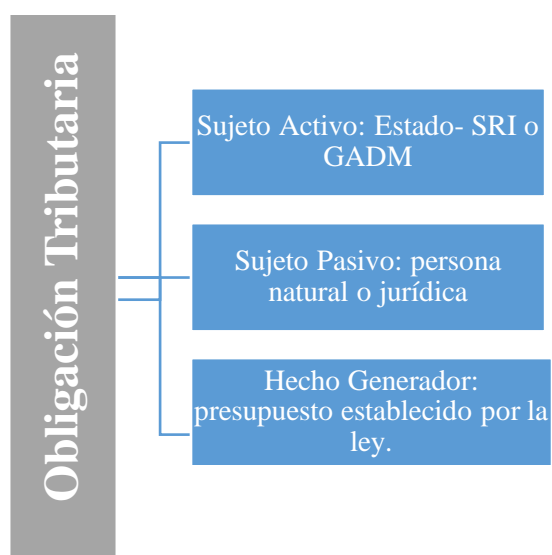 Obligación Tributaria
Sujeto Activo: Estado- SRI o
GADM
Sujeto Pasivo: persona
natural o jurídica
Hecho Generador:
presupuesto establecido por la
ley.